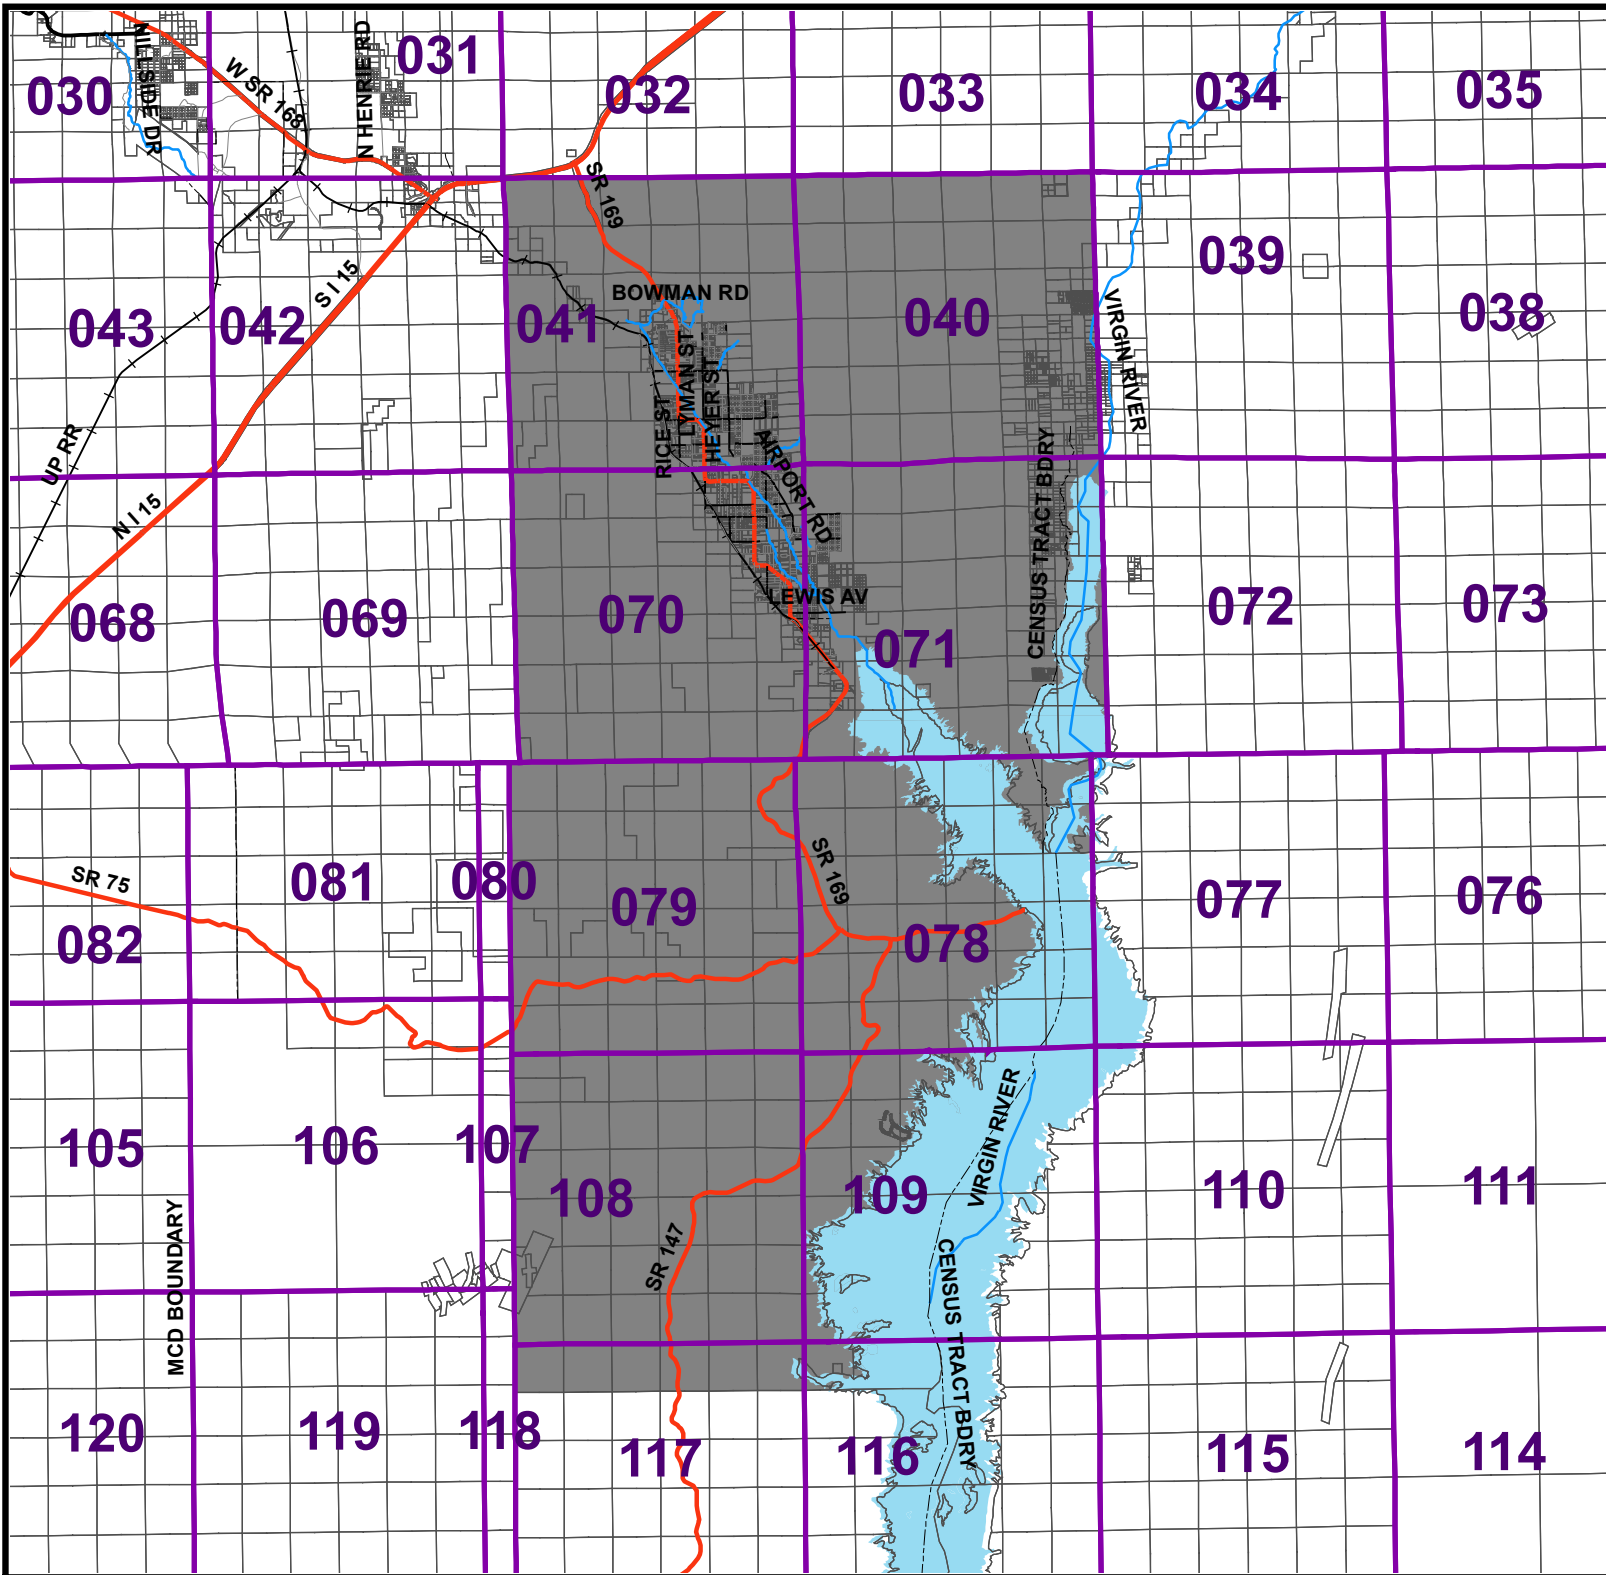 030
031
032
033
034
035
HILLSIDE DR
W SR 168
N HENRIE RD
SR 169
043
042
S I 15
041
BOWMAN RD
040
039
038
VIRGIN RIVER
RICE ST
LYMAN ST
HEYER ST
AIRPORT RD
CENSUS TRACT BDRY
UP RR
N I 15
068
069
070
LEWIS AV
071
072
073
SR 75
082
081
080
079
SR 169
078
077
076
105
106
107
108
109
VIRGIN RIVER
110
111
MCD BOUNDARY
SR 147
CENSUS TRACT BDRY
120
119
118
117
116
115
114